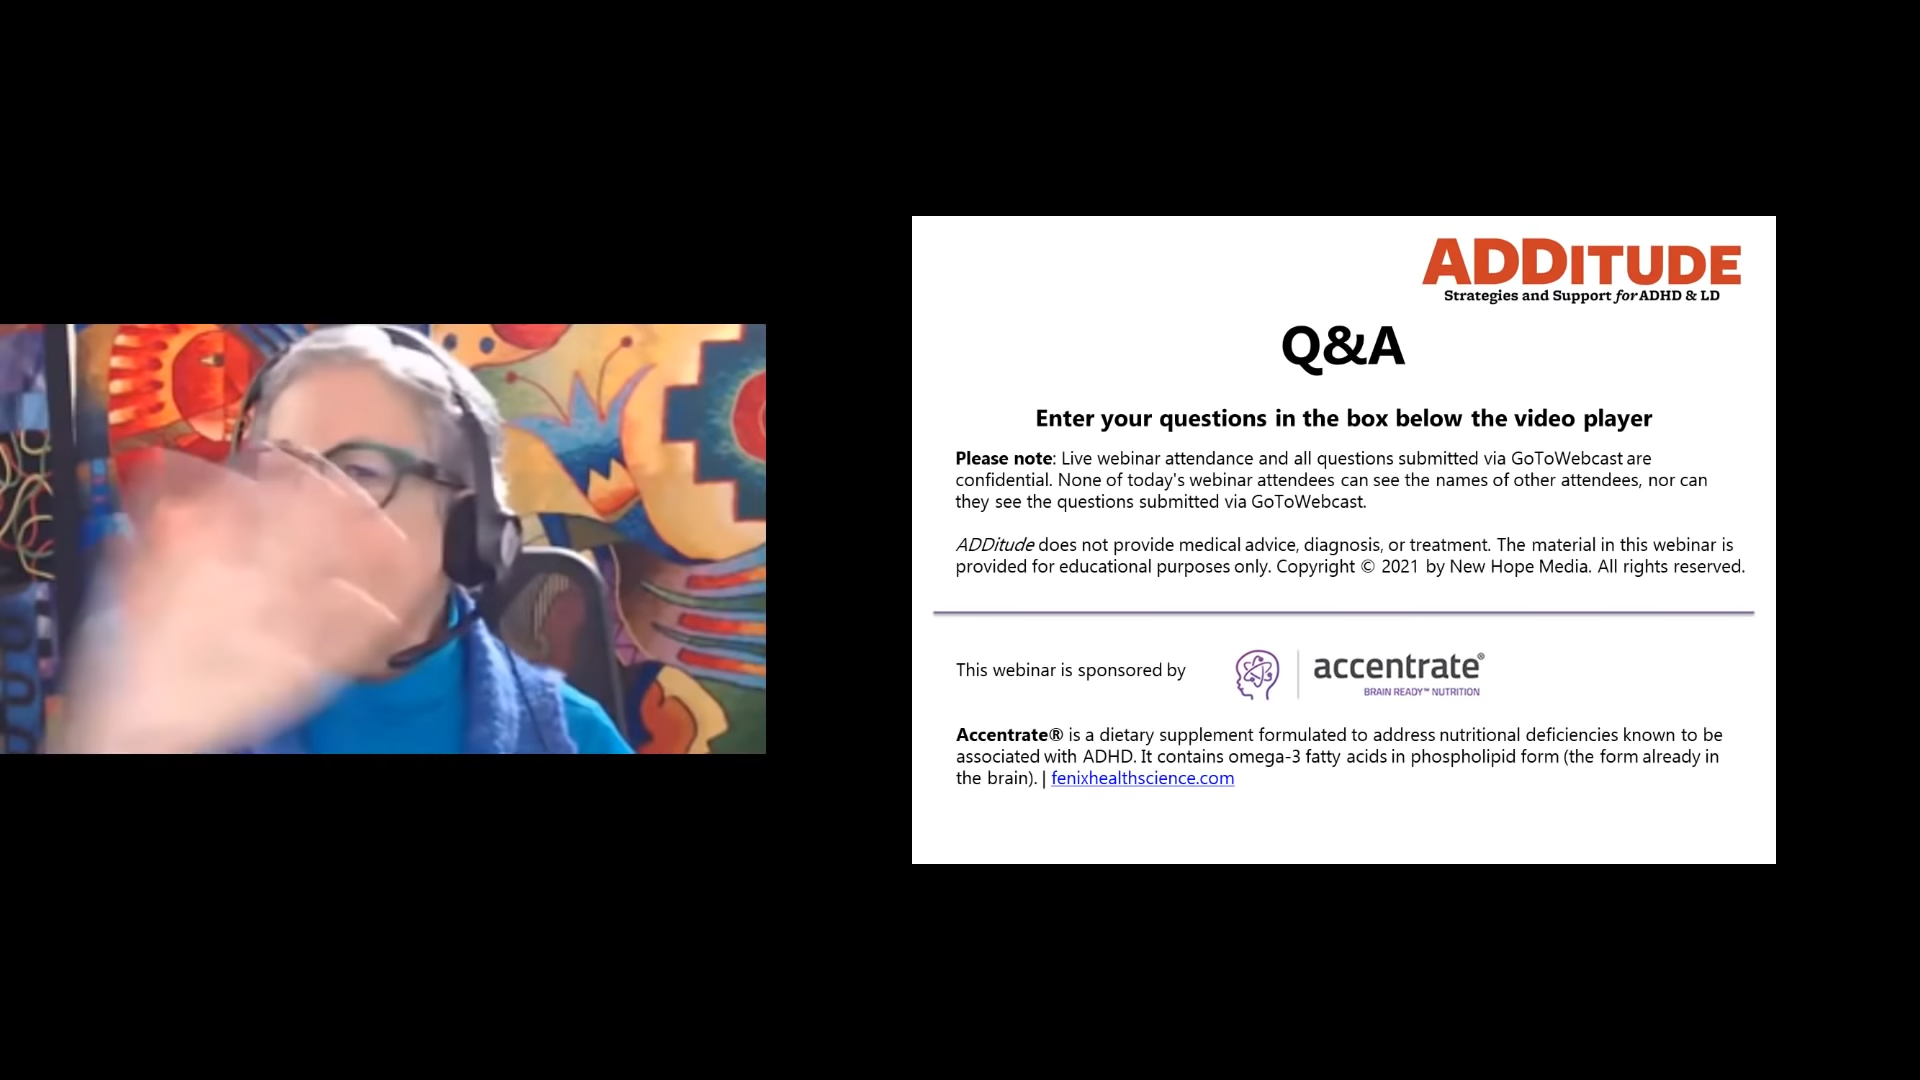 ADDITUDE
Strategies and Support for ADHD & LD
Q&A
Enter your questions in the box below the video player
Please note: Live webinar attendance and all questions submitted via GoToWebcast are
confidential. None of today's webinar attendees can see the names of other attendees, nor can
they see the questions submitted via GoToWebcast.
ADDitude does not provide medical advice, diagnosis, or treatment. The material in this webinar is
provided for educational purposes only. Copyright © 2021 by New Hope Media. All rights reserved.
This webinar is sponsored by
accentrate®
BRAIN READY™ NUTRITION
Accentrate® is a dietary supplement formulated to address nutritional deficiencies known to be
associated with ADHD. It contains omega-3 fatty acids in phospholipid form (the form already in
the brain). | fenixhealthscience.com